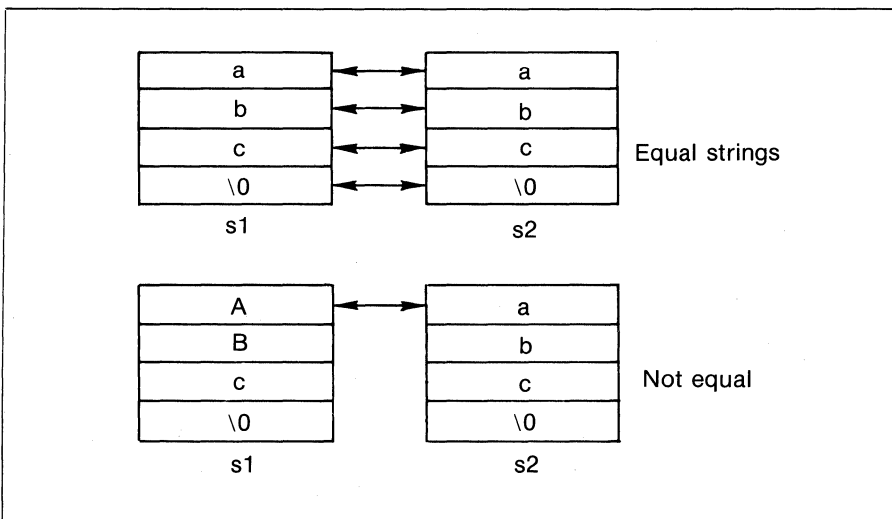 a a
b b
c c Equal strings
\0 \0
s1 s2
A a
B b
c c Not equal
\0 \0
s1 s2